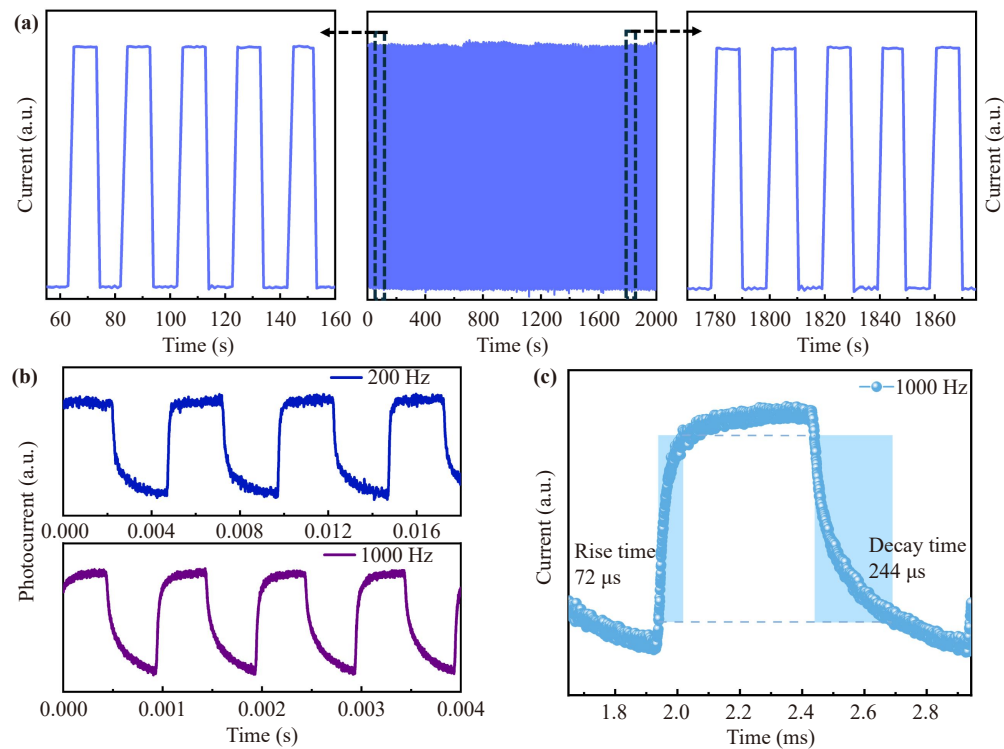 (a)
Current (a.u.)
60 80 100 120 140 160
Time (s)
0 400 800 1200 1600 2000
Time (s)
1780 1800 1820 1840 1860
Time (s)
Current (a.u.)
(b)
Photocurrent (a.u.)
200 Hz
0.000 0.004 0.008 0.012 0.016
1000 Hz
0.000 0.001 0.002 0.003 0.004
Time (s)
(c)
Current (a.u.)
1000 Hz
Rise time
72 μs
Decay time
244 μs
1.8 2.0 2.2 2.4 2.6 2.8
Time (ms)